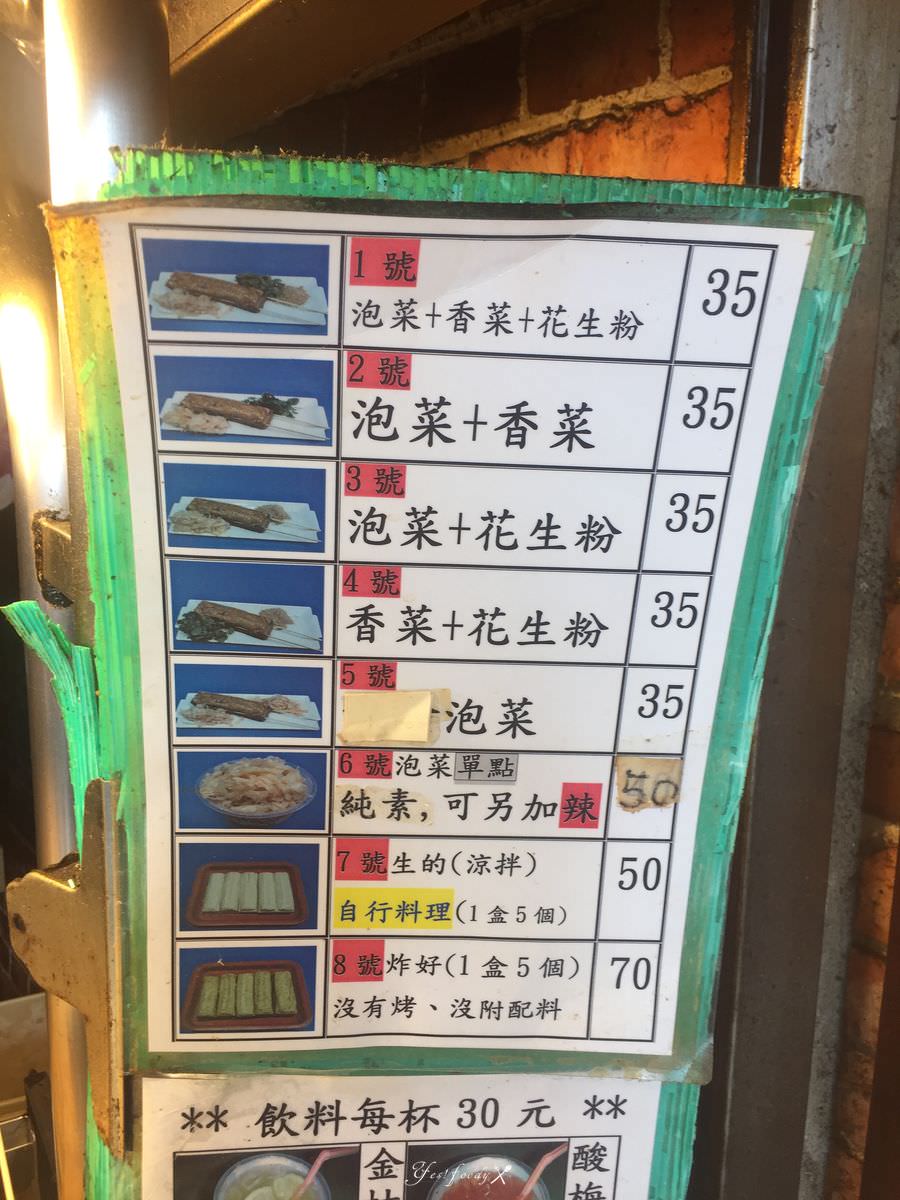 1號
泡菜+香菜+花生粉
35
2號
泡菜+香菜
35
3號
泡菜+花生粉
35
4號
香菜+花生粉
35
5號
泡菜
35
6號泡菜單點
純素,可另加辣
50
7號生的(涼拌)
自行料理(1盒5個)
50
8號炸好(1盒5個)
沒有烤、沒附配料
70
** 飲料每杯 30 元 **
金
酸
梅
Yes!foody